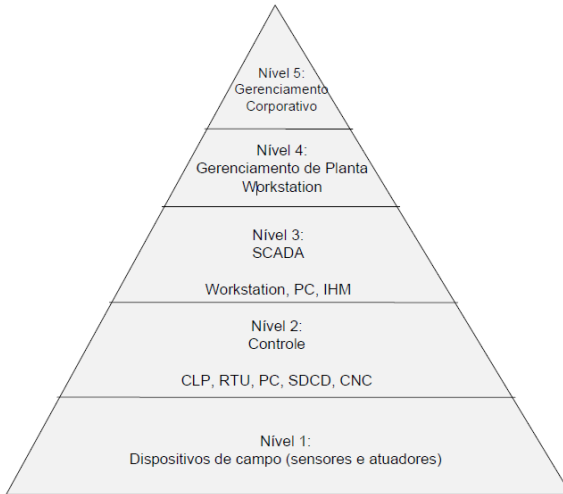 Nível 5:
Gerenciamento
Corporativo
Nível 4:
Gerenciamento de Planta
Workstation
Nível 3:
SCADA
Workstation, PC, IHM
Nível 2:
Controle
CLP, RTU, PC, SDCD, CNC
Nível 1:
Dispositivos de campo (sensores e atuadores)